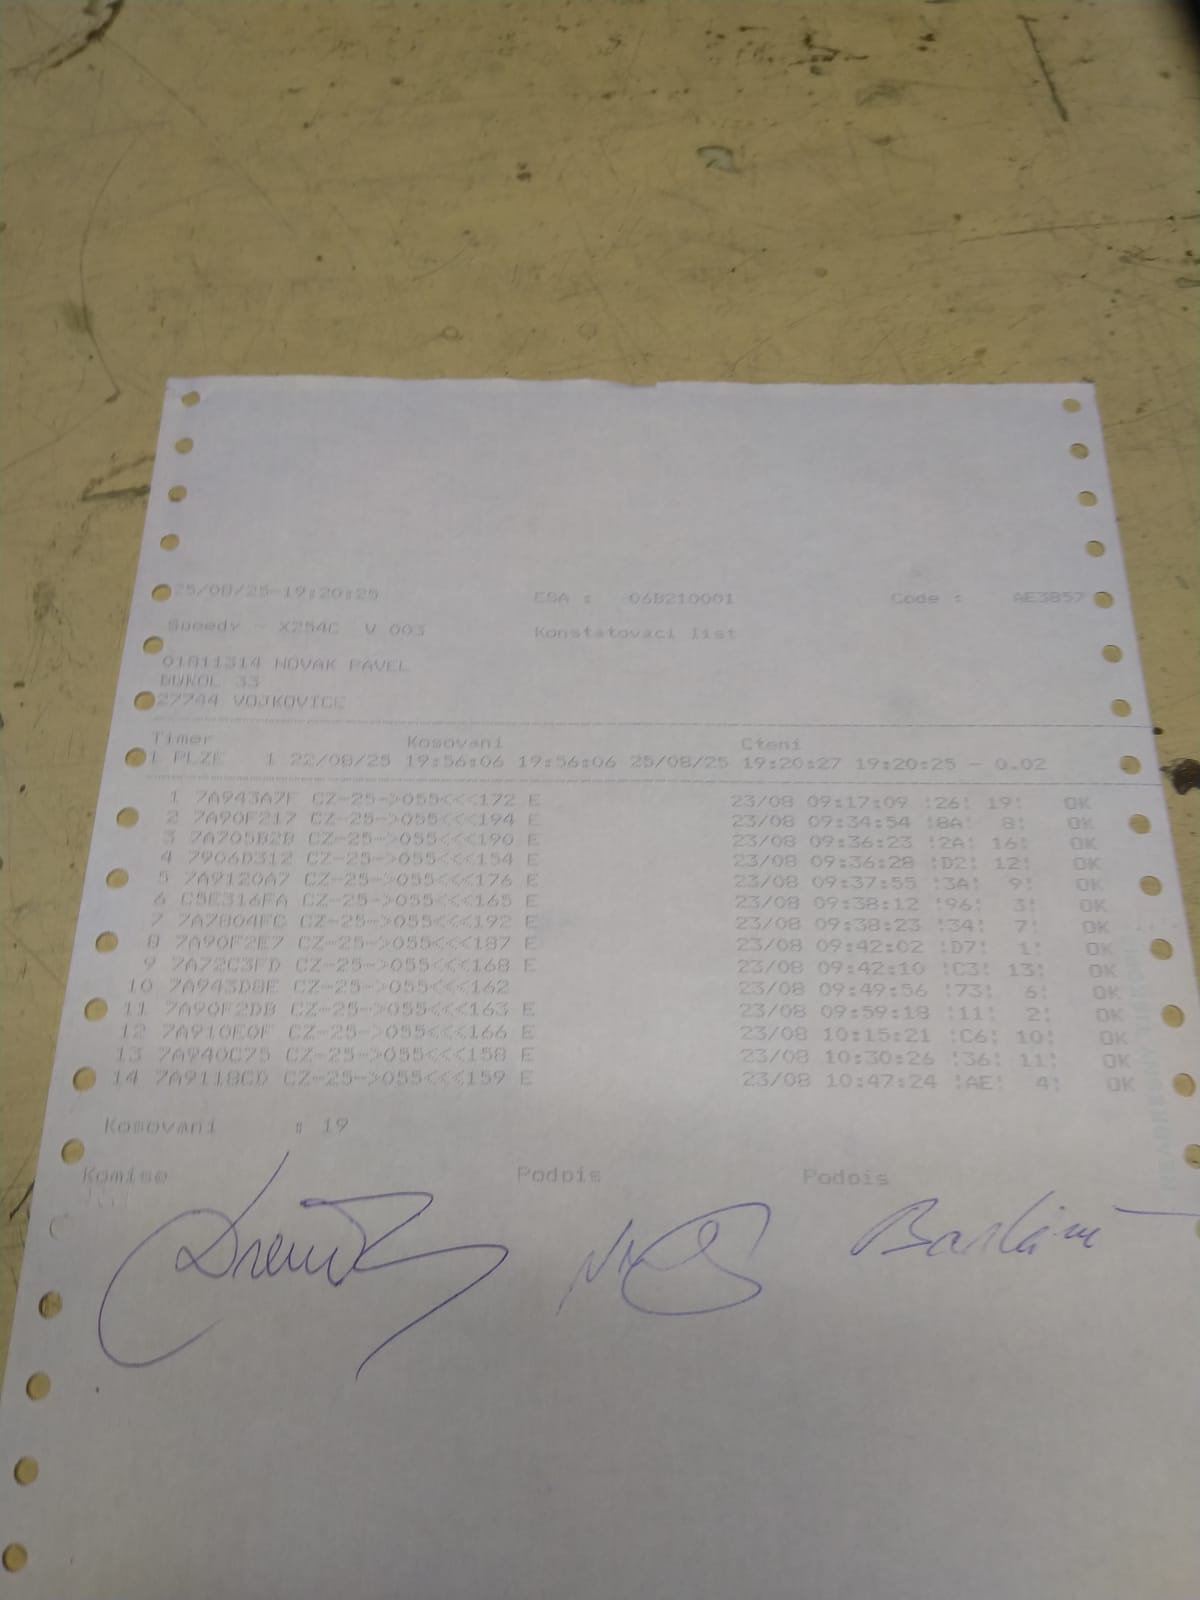 25/08/25-19:20:25 ESA : 06B210001 Code : AE3B57
Speedy - X254C V 003 Konstatovaci list
01811314 NOVAK PAVEL
DUKOL 33
27744 VOJKOVICE
Timer Kosovani Cteni
1 PLZE 1 22/08/25 19:56:06 19:56:06 25/08/25 19:20:27 19:20:25 - 0.02
1 7A943A7F CZ-25->055<<<172 E 23/08 09:17:09 !26! 19! OK
2 7A90F217 CZ-25->055<<<194 E 23/08 09:34:54 !8A! 8! OK
3 7A705B2B CZ-25->055<<<190 E 23/08 09:36:23 !2A! 16! OK
4 7906D312 CZ-25->055<<<154 E 23/08 09:36:28 !D2! 12! OK
5 7A9120A7 CZ-25->055<<<176 E 23/08 09:37:55 !3A! 9! OK
6 C5E316FA CZ-25->055<<<165 E 23/08 09:38:12 !96! 3! OK
7 7A7804FC CZ-25->055<<<192 E 23/08 09:38:23 !34! 7! OK
8 7A90F2E7 CZ-25->055<<<187 E 23/08 09:42:02 !D7! 1! OK
9 7A72C3FD CZ-25->055<<<168 E 23/08 09:42:10 !C3! 13! OK
10 7A943D8E CZ-25->055<<<162 23/08 09:49:56 !73! 6! OK
11 7A90F2DB CZ-25->055<<<163 E 23/08 09:59:18 !11! 2! OK
12 7A910E0F CZ-25->055<<<166 E 23/08 10:15:21 !C6! 10! OK
13 7A940C75 CZ-25->055<<<158 E 23/08 10:30:26 !36! 11! OK
14 7A9118CD CZ-25->055<<<159 E 23/08 10:47:24 !AE! 4! OK
Kosovani : 19
Komise Podpis Podpis